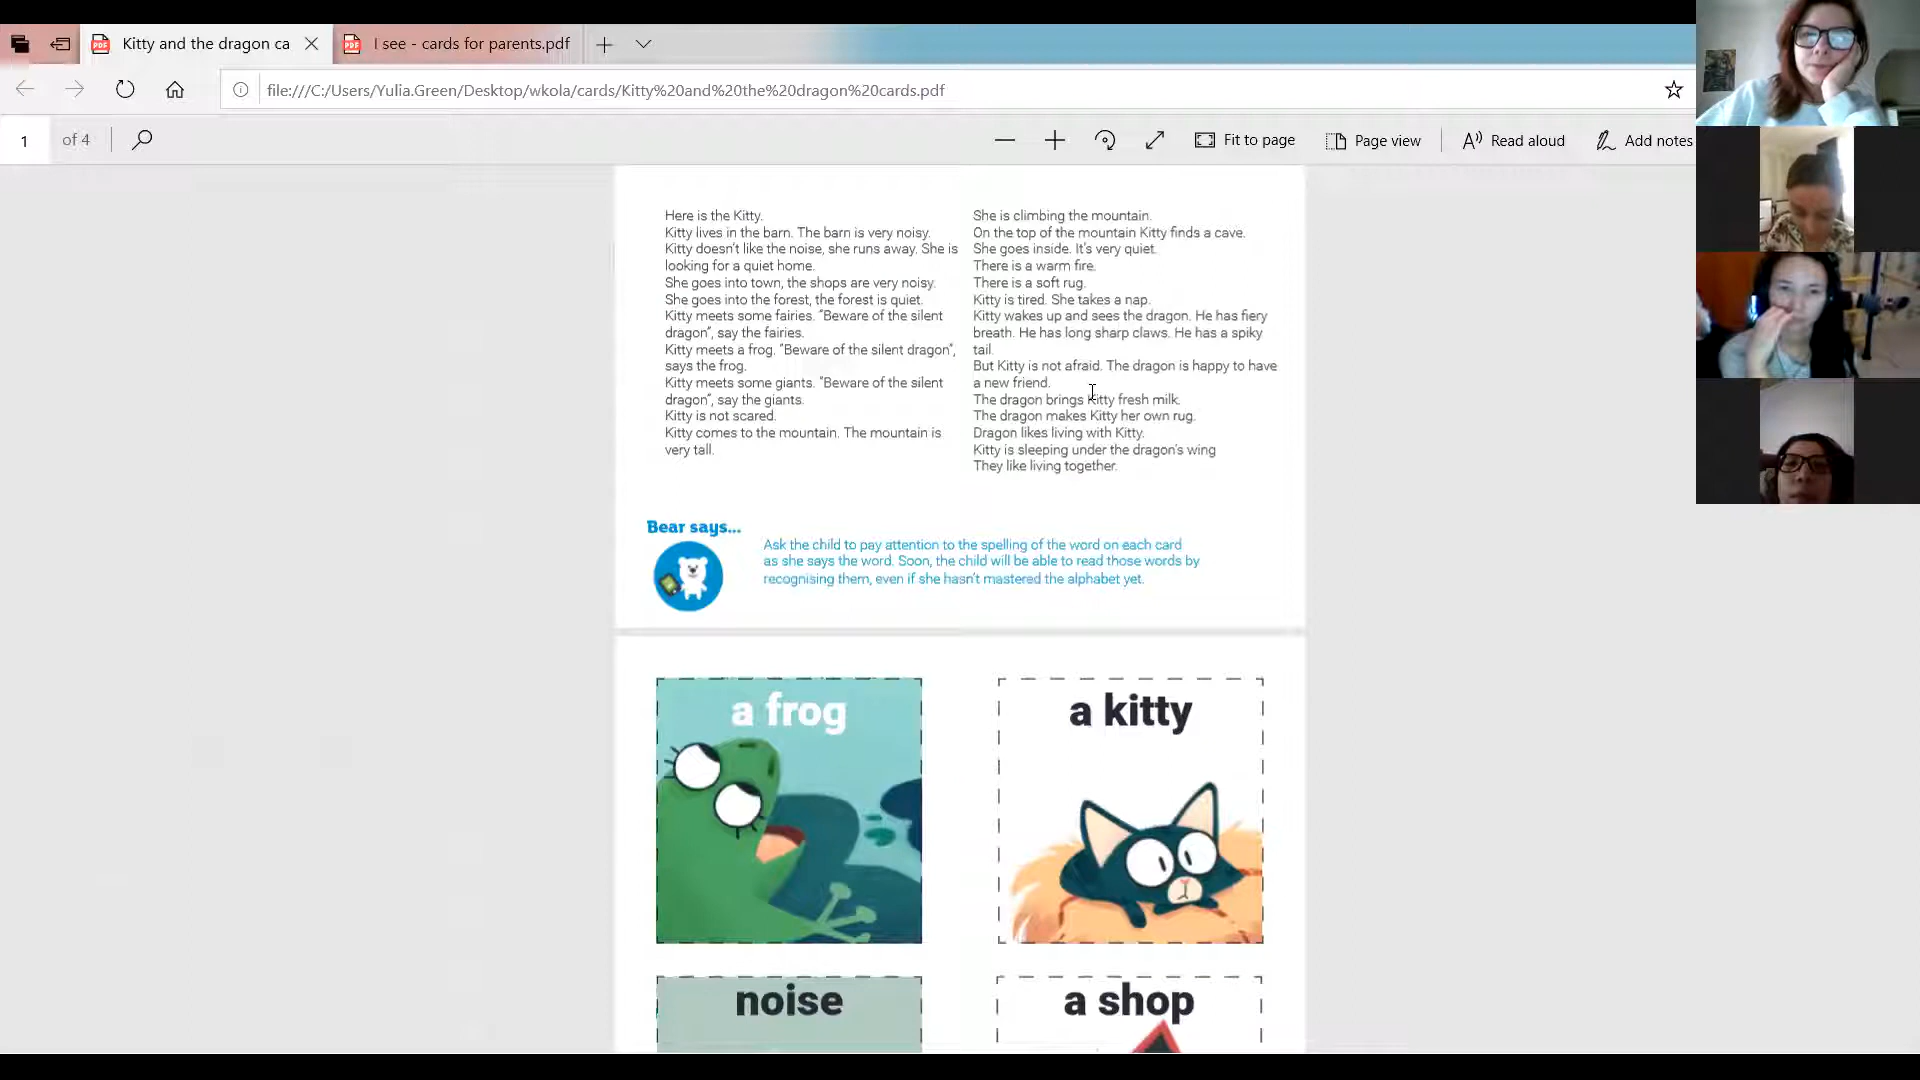 Kitty and the dragon ca
I see - cards for parents.pdf
file:///C:/Users/Yulia.Green/Desktop/wkola/cards/Kitty%20and%20the%20dragon%20cards.pdf
1 of 4
Fit to page
Page view
Read aloud
Add notes
Here is the Kitty.
Kitty lives in the barn. The barn is very noisy.
Kitty doesn't like the noise, she runs away. She is
looking for a quiet home.
She goes into town, the shops are very noisy.
She goes into the forest, the forest is quiet.
Kitty meets some fairies. "Beware of the silent
dragon", say the fairies.
Kitty meets a frog. "Beware of the silent dragon",
says the frog.
Kitty meets some giants. "Beware of the silent
dragon", say the giants.
Kitty is not scared.
Kitty comes to the mountain. The mountain is
very tall.
She is climbing the mountain.
On the top of the mountain Kitty finds a cave.
She goes inside. It's very quiet.
There is a warm fire.
There is a soft rug.
Kitty is tired. She takes a nap.
Kitty wakes up and sees the dragon. He has fiery
breath. He has long sharp claws. He has a spiky
tail.
But Kitty is not afraid. The dragon is happy to have
a new friend.
The dragon brings Kitty fresh milk.
The dragon makes Kitty her own rug.
Dragon likes living with Kitty.
Kitty is sleeping under the dragon's wing
They like living together.
Bear says...
Ask the child to pay attention to the spelling of the word on each card
as she says the word. Soon, the child will be able to read those words by
recognising them, even if she hasn't mastered the alphabet yet.
a frog
a kitty
noise
a shop